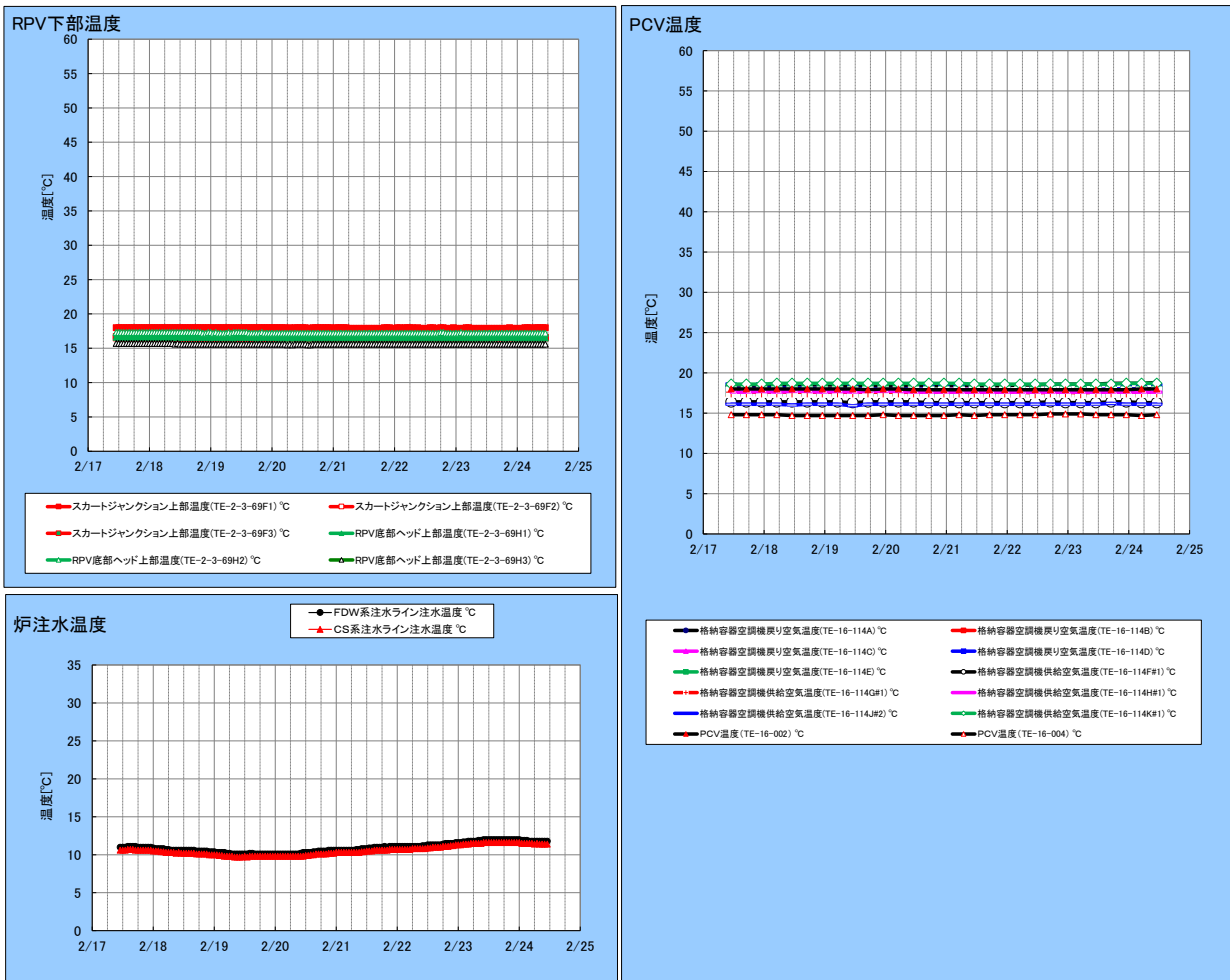 RPV下部温度
60
55
50
45
40
35
30
25
20
15
10
5
0
温度[℃]
2/17 2/18 2/19 2/20 2/21 2/22 2/23 2/24 2/25
スカートジャンクション上部温度(TE-2-3-69F1) ℃ スカートジャンクション上部温度(TE-2-3-69F2) ℃
スカートジャンクション上部温度(TE-2-3-69F3) ℃ RPV底部ヘッド上部温度(TE-2-3-69H1) ℃
RPV底部ヘッド上部温度(TE-2-3-69H2) ℃ RPV底部ヘッド上部温度(TE-2-3-69H3) ℃
炉注水温度
FDW系注水ライン注水温度 ℃
CS系注水ライン注水温度 ℃
35
30
25
20
15
10
5
0
温度[℃]
2/17 2/18 2/19 2/20 2/21 2/22 2/23 2/24 2/25
PCV温度
60
55
50
45
40
35
30
25
20
15
10
5
0
温度[℃]
2/17 2/18 2/19 2/20 2/21 2/22 2/23 2/24 2/25
格納容器空調機戻り空気温度(TE-16-114A) ℃ 格納容器空調機戻り空気温度(TE-16-114B) ℃
格納容器空調機戻り空気温度(TE-16-114C) ℃ 格納容器空調機戻り空気温度(TE-16-114D) ℃
格納容器空調機戻り空気温度(TE-16-114E) ℃ 格納容器空調機供給空気温度(TE-16-114F#1) ℃
格納容器空調機供給空気温度(TE-16-114G#1) ℃ 格納容器空調機供給空気温度(TE-16-114H#1) ℃
格納容器空調機供給空気温度(TE-16-114J#2) ℃ 格納容器空調機供給空気温度(TE-16-114K#1) ℃
PCV温度(TE-16-002) ℃ PCV温度(TE-16-004) ℃